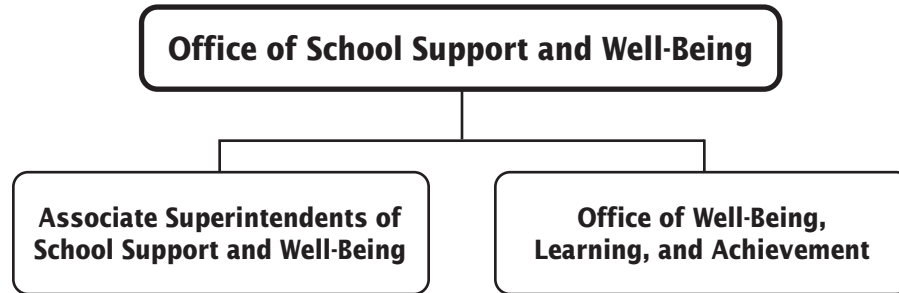 Office of School Support and Well-Being
Associate Superintendents of
School Support and Well-Being
Office of Well-Being,
Learning, and Achievement